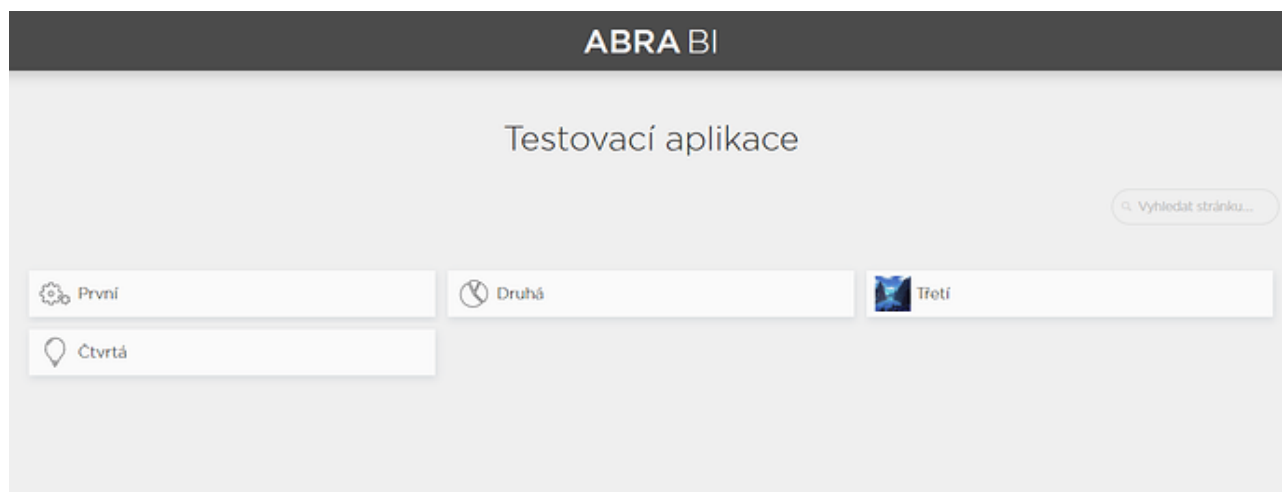 ABRA BI
Testovací aplikace
Vyhledat stránku...
První
Druhá
Třetí
Čtvrtá